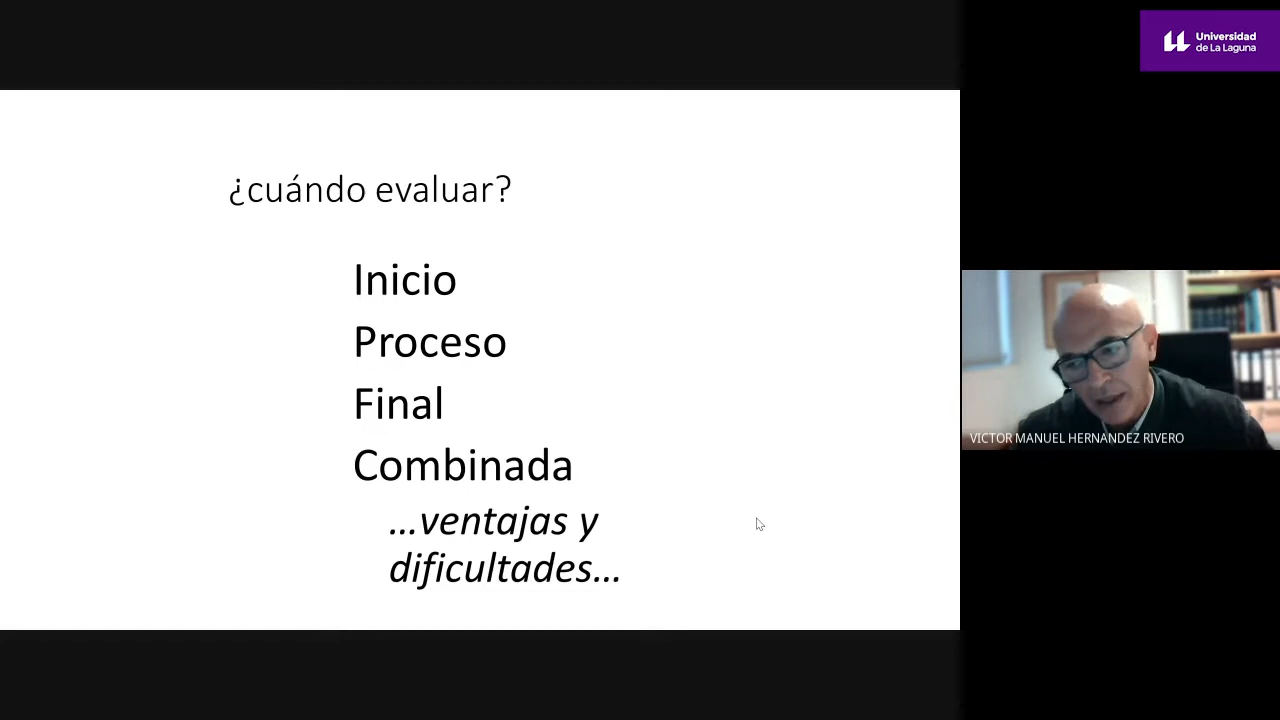 Universidad
de La Laguna
¿cuándo evaluar?
Inicio
Proceso
Final
Combinada
...ventajas y
dificultades...
VICTOR MANUEL HERNANDEZ RIVERO